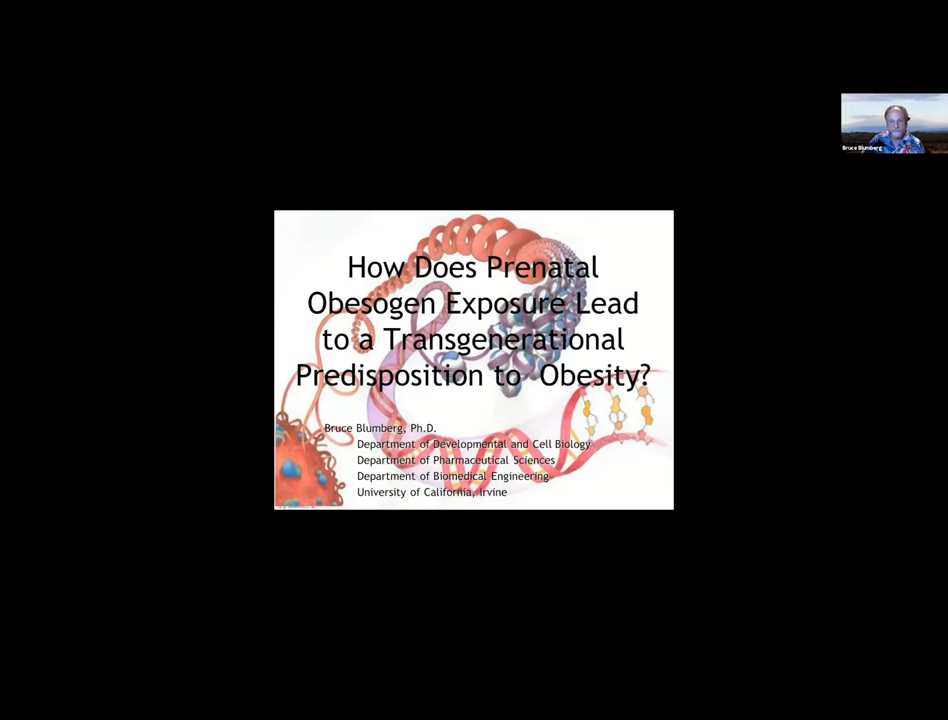 How Does Prenatal
Obesogen Exposure Lead
to a Transgenerational
Predisposition to Obesity?
Bruce Blumberg, Ph.D.
Department of Developmental and Cell Biology
Department of Pharmaceutical Sciences
Department of Biomedical Engineering
University of California, Irvine
Bruce Blumberg